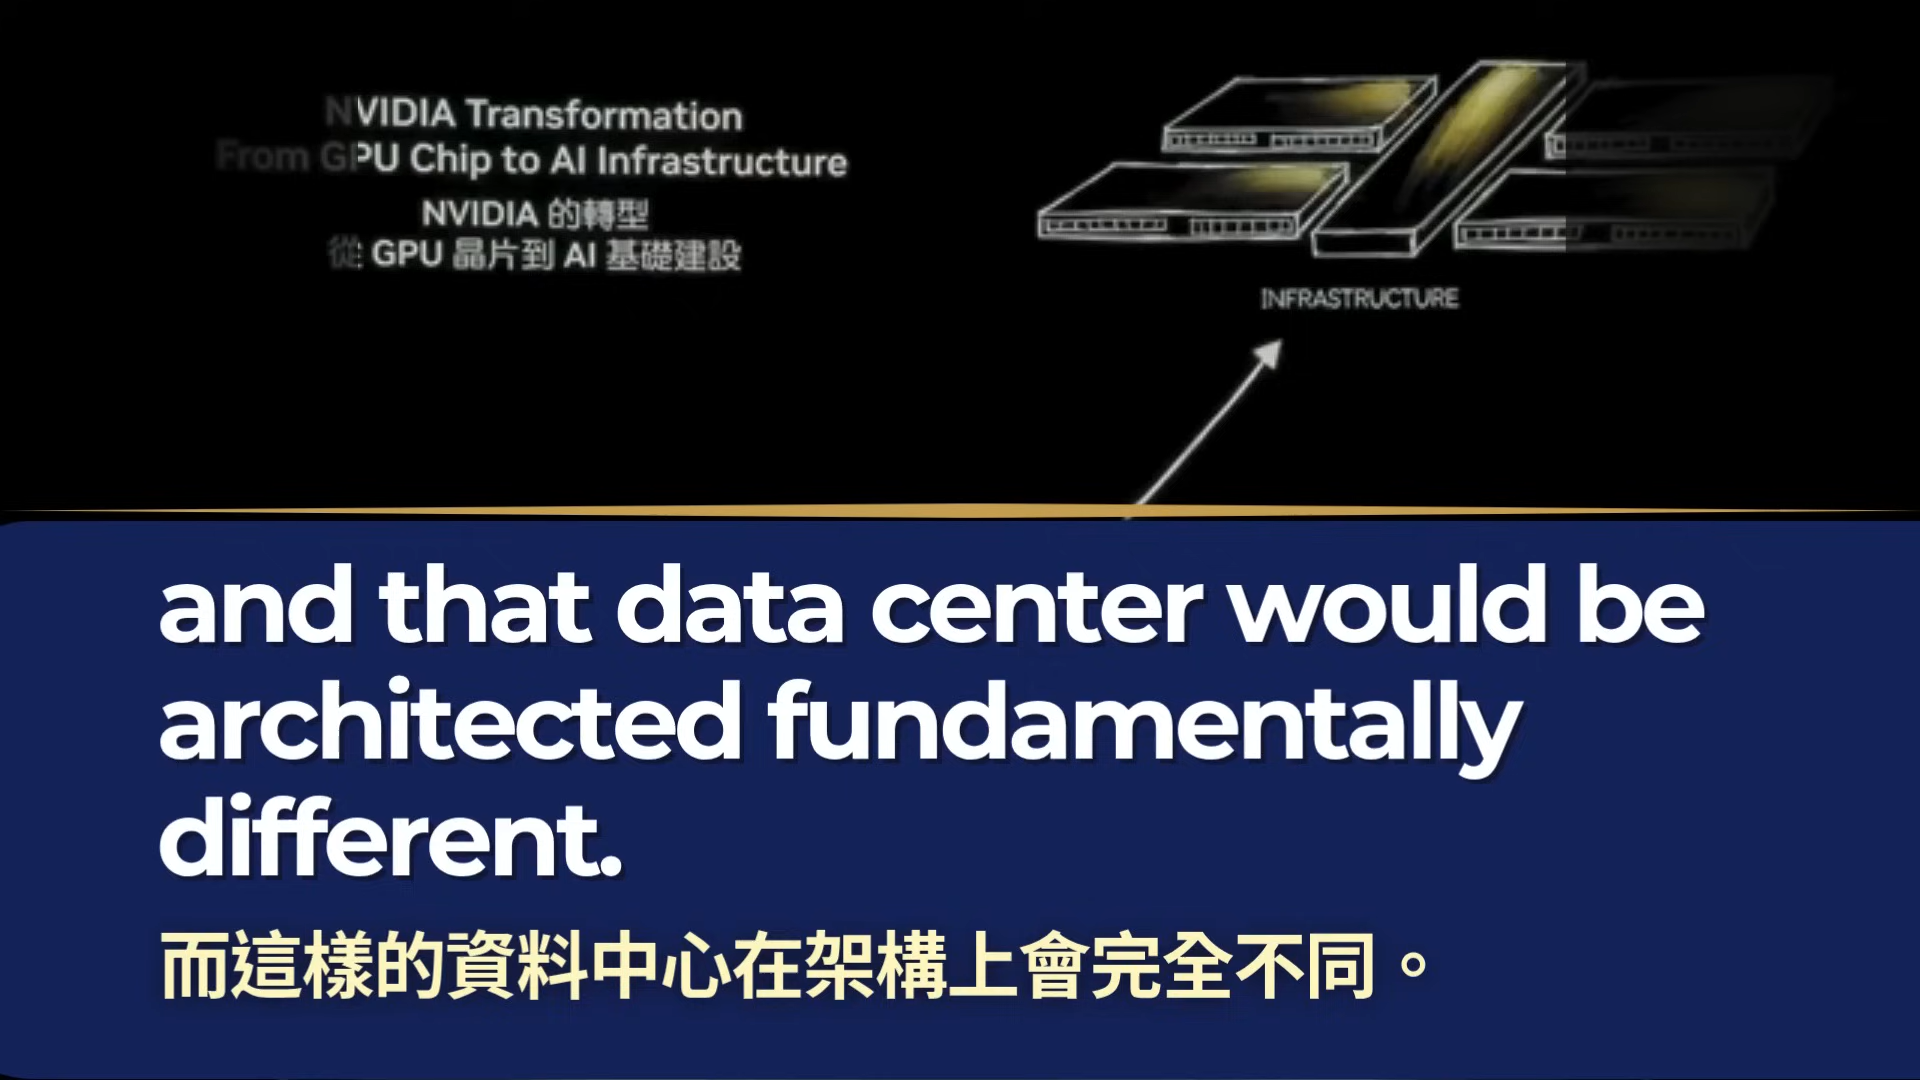 NVIDIA Transformation
From GPU Chip to AI Infrastructure
NVIDIA 的轉型
從 GPU 晶片到 AI 基礎建設
INFRASTRUCTURE
and that data center would be
architected fundamentally
different.
而這樣的資料中心在架構上會完全不同。